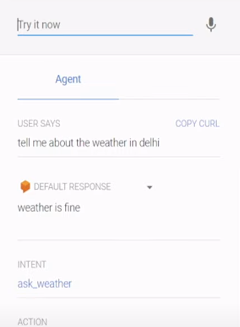 Try it now
Agent
USER SAYS COPY CURL
tell me about the weather in delhi
DEFAULT RESPONSE
weather is fine
INTENT
ask_weather
ACTION